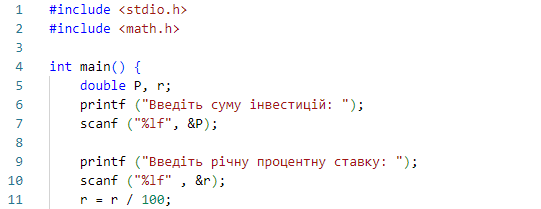 1 #include <stdio.h>
2 #include <math.h>
3
4 int main() {
5     double P, r;
6     printf ("Введіть суму інвестицій: ");
7     scanf ("%lf", &P);
8
9     printf ("Введіть річну процентну ставку: ");
10     scanf ("%lf" , &r);
11     r = r / 100;